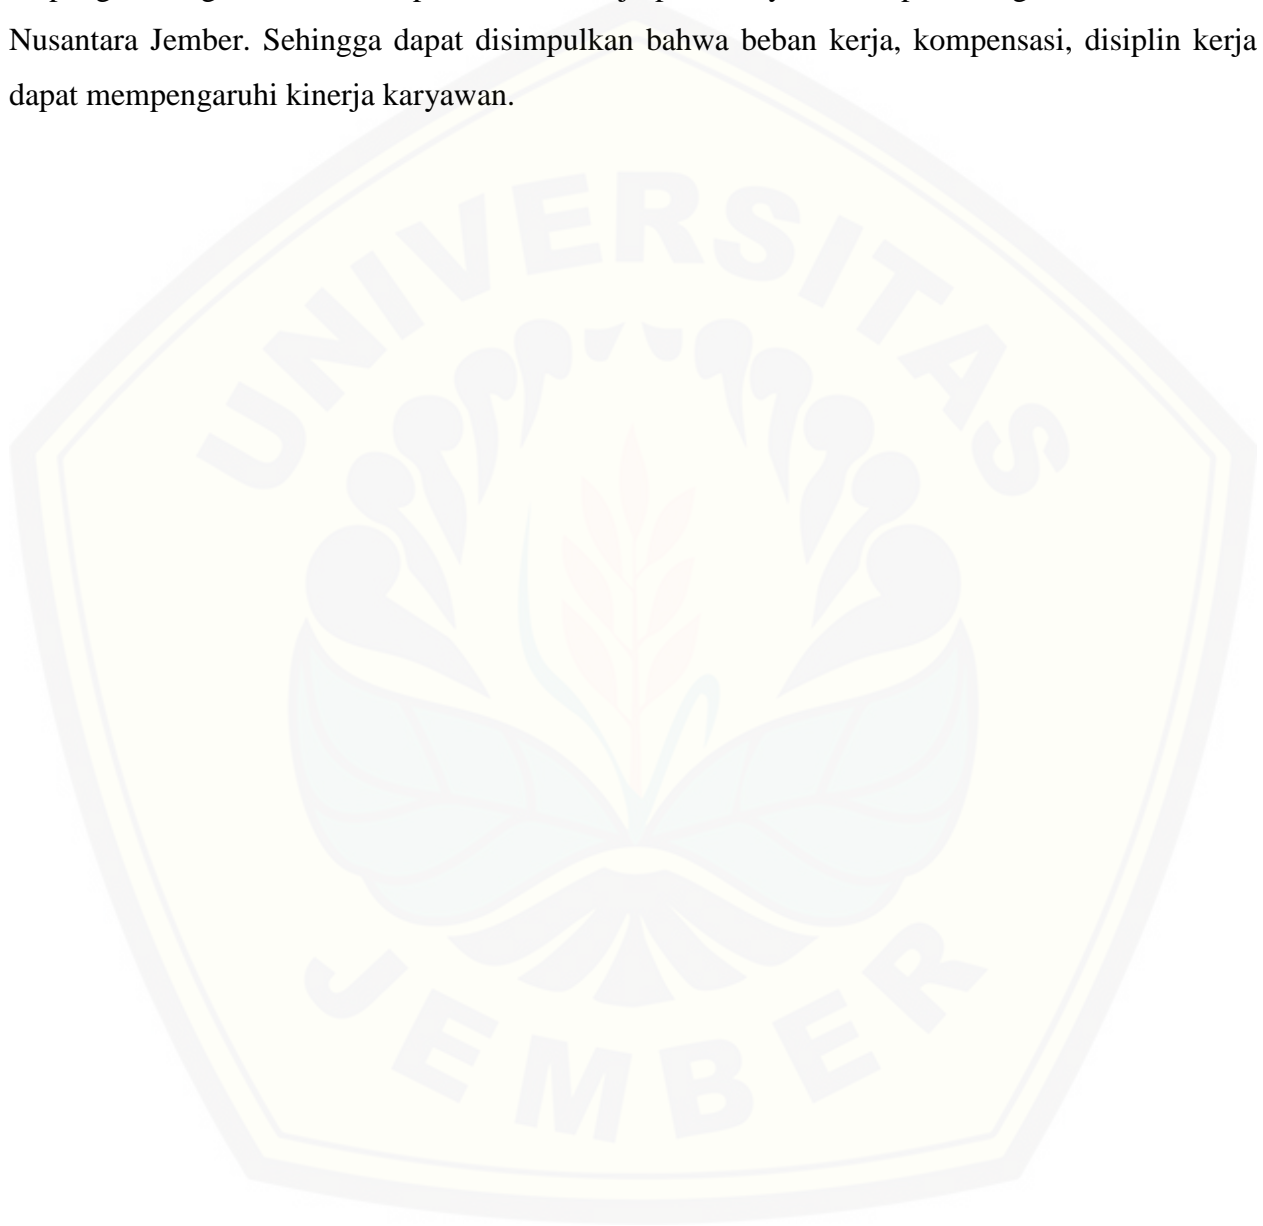 Nusantara Jember. Sehingga dapat disimpulkan bahwa beban kerja, kompensasi, disiplin kerja
dapat mempengaruhi kinerja karyawan.
UNIVERSITAS
JEMBER